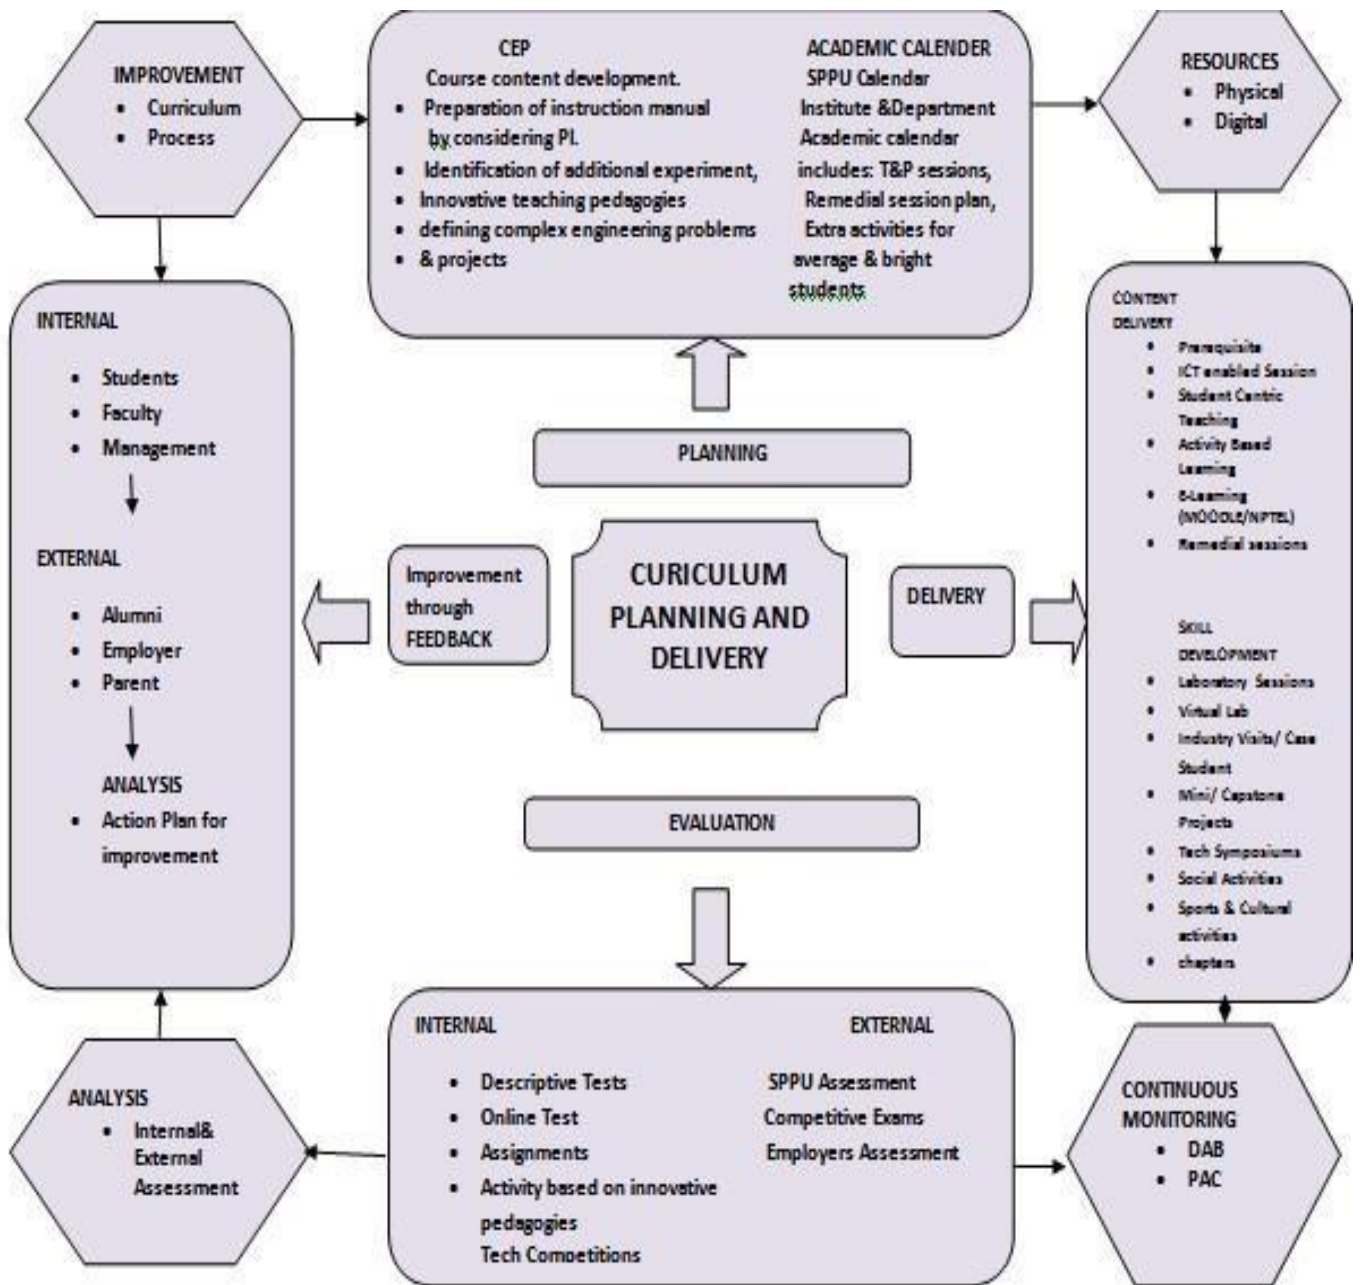 IMPROVEMENT
• Curriculum
• Process
CEP
Course content development.
• Preparation of instruction manual
by considering PI.
• Identification of additional experiment,
• Innovative teaching pedagogies
• defining complex engineering problems
• & projects
ACADEMIC CALENDER
SPPU Calendar
Institute &Department
Academic calendar
includes: T&P sessions,
Remedial session plan,
Extra activities for
average & bright
students
RESOURCES
• Physical
• Digital
INTERNAL
• Students
• Faculty
• Management
EXTERNAL
• Alumni
• Employer
• Parent
ANALYSIS
• Action Plan for
improvement
PLANNING
Improvement
through
FEEDBACK
CURICULUM
PLANNING AND
DELIVERY
DELIVERY
EVALUATION
CONTENT
DELIVERY
• Prerequisite
• ICT enabled Session
• Student Centric
Teaching
• Activity Based
Learning
• E-Learning
(MOODLE/NPTEL)
• Remedial sessions
SKILL
DEVELOPMENT
• Laboratory Sessions
• Virtual Lab
• Industry Visits/ Case
Student
• Mini/ Capstone
Projects
• Tech Symposiums
• Social Activities
• Sports & Cultural
activities
• chapters
ANALYSIS
• Internal&
External
Assessment
INTERNAL
• Descriptive Tests
• Online Test
• Assignments
• Activity based on innovative
pedagogies
Tech Competitions
EXTERNAL
SPPU Assessment
Competitive Exams
Employers Assessment
CONTINUOUS
MONITORING
• DAB
• PAC